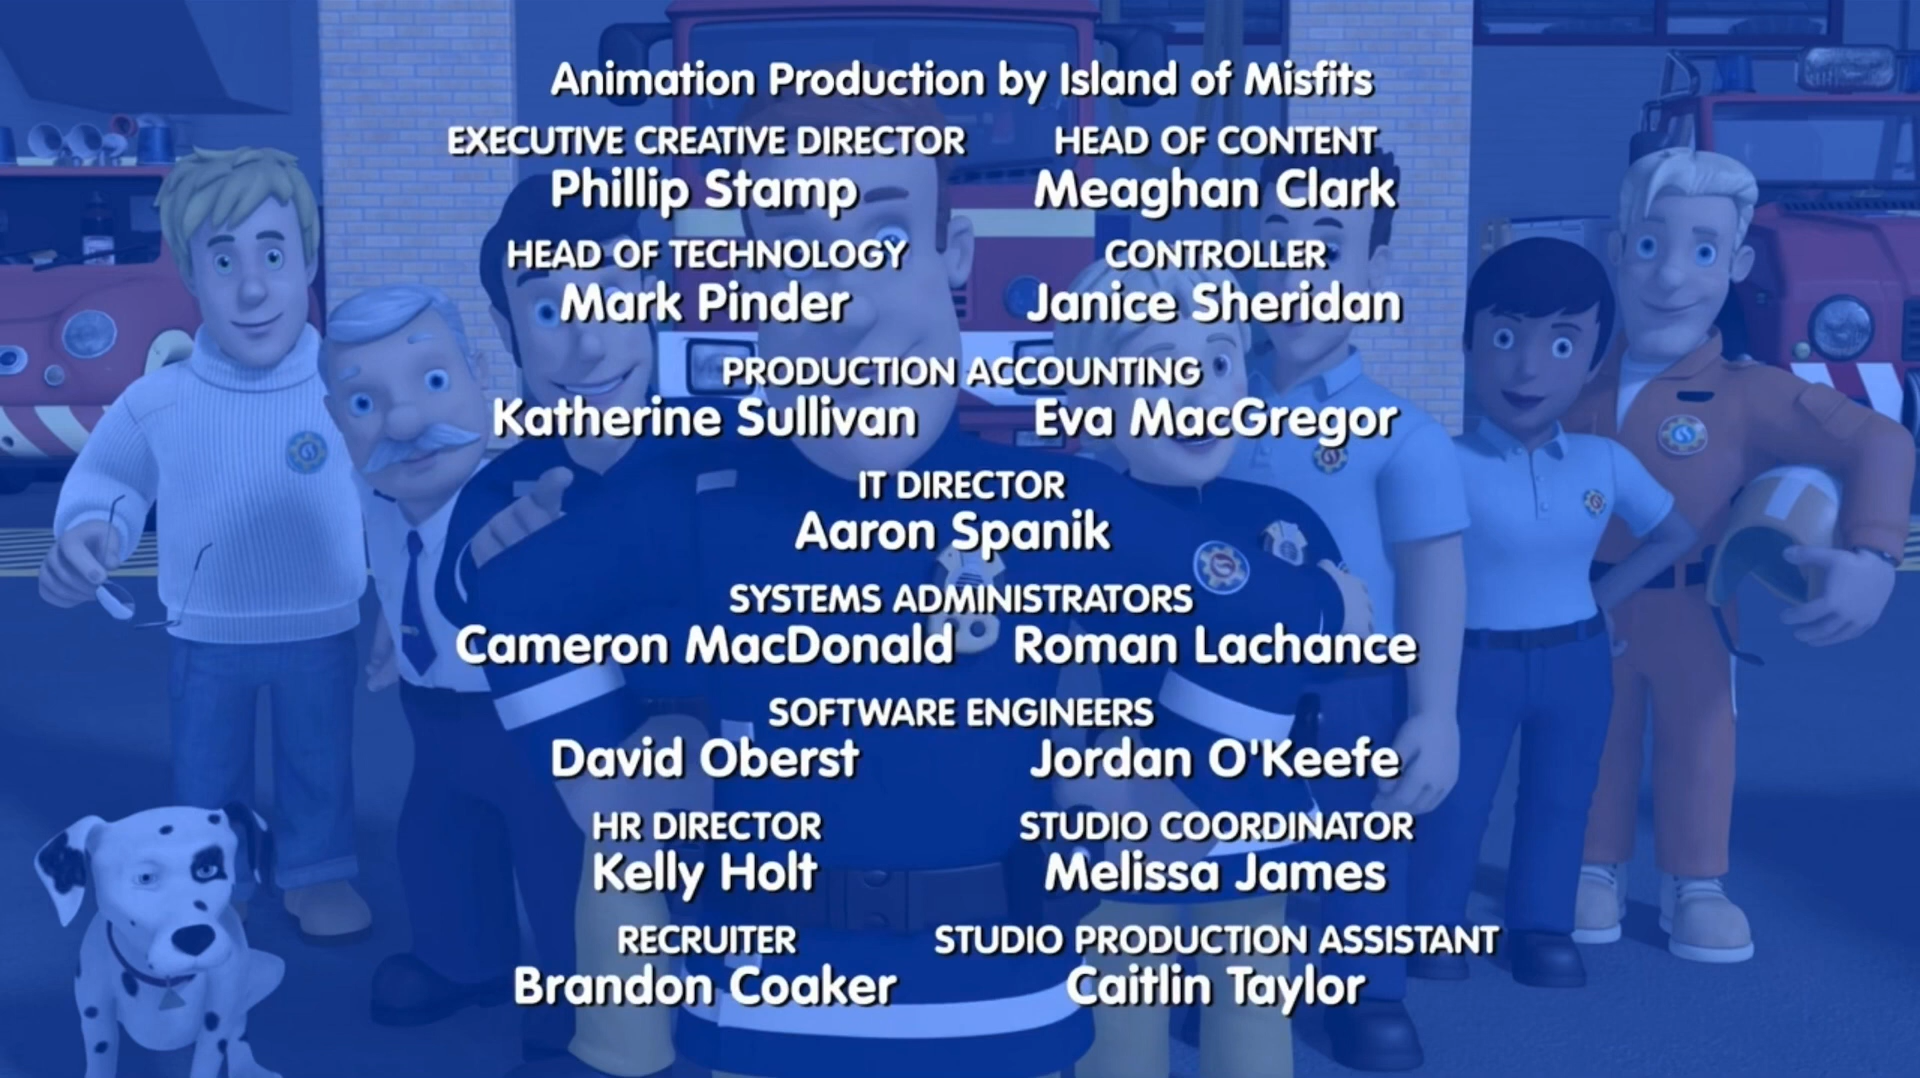 Animation Production by Island of Misfits
EXECUTIVE CREATIVE DIRECTOR HEAD OF CONTENT
Phillip Stamp Meaghan Clark
HEAD OF TECHNOLOGY CONTROLLER
Mark Pinder Janice Sheridan
PRODUCTION ACCOUNTING
Katherine Sullivan Eva MacGregor
IT DIRECTOR
Aaron Spanik
SYSTEMS ADMINISTRATORS
Cameron MacDonald Roman Lachance
SOFTWARE ENGINEERS
David Oberst Jordan O'Keefe
HR DIRECTOR STUDIO COORDINATOR
Kelly Holt Melissa James
RECRUITER STUDIO PRODUCTION ASSISTANT
Brandon Coaker Caitlin Taylor